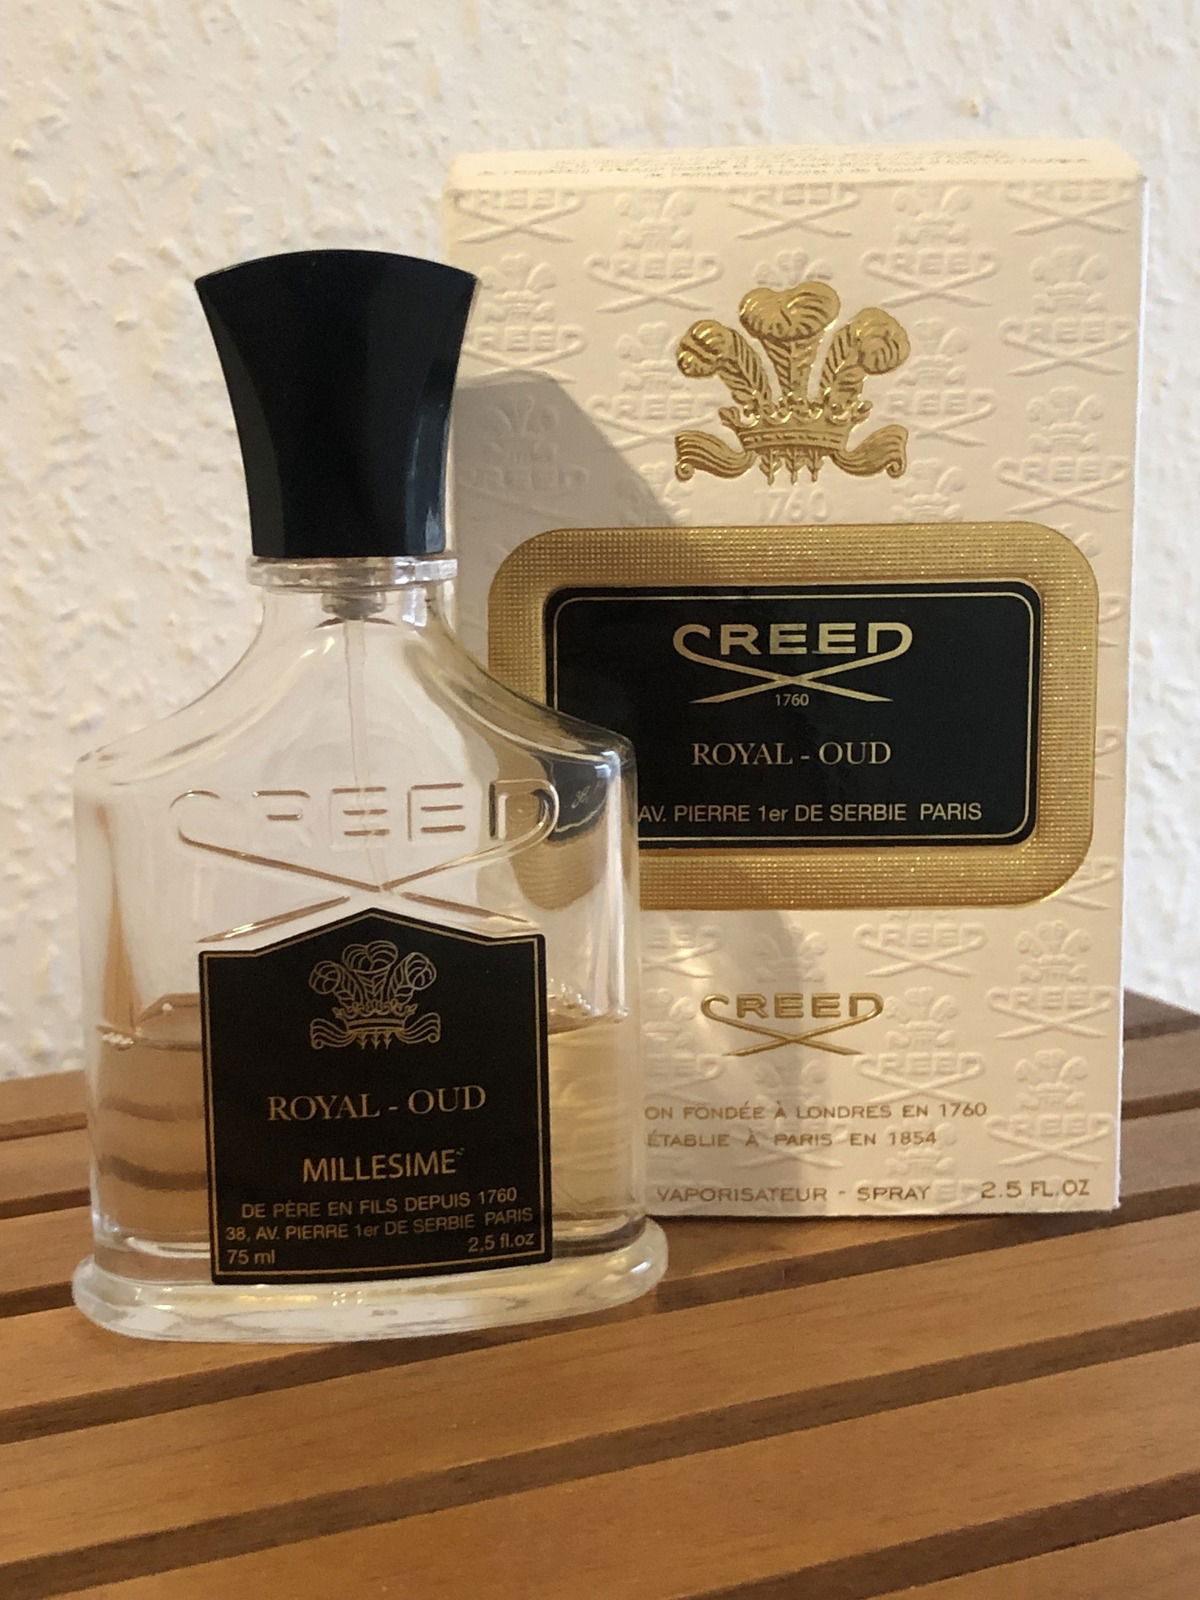 CREED
1760
ROYAL - OUD
AV. PIERRE 1er DE SERBIE PARIS
CREED
FONDÉE À LONDRES EN 1760
ÉTABLIE À PARIS EN 1854
VAPORISATEUR - SPRAY 2.5 FL.OZ
1760
CREED
ROYAL - OUD
MILLESIME
DE PÈRE EN FILS DEPUIS 1760
38, AV. PIERRE 1er DE SERBIE PARIS
75 ml 2,5 fl.oz